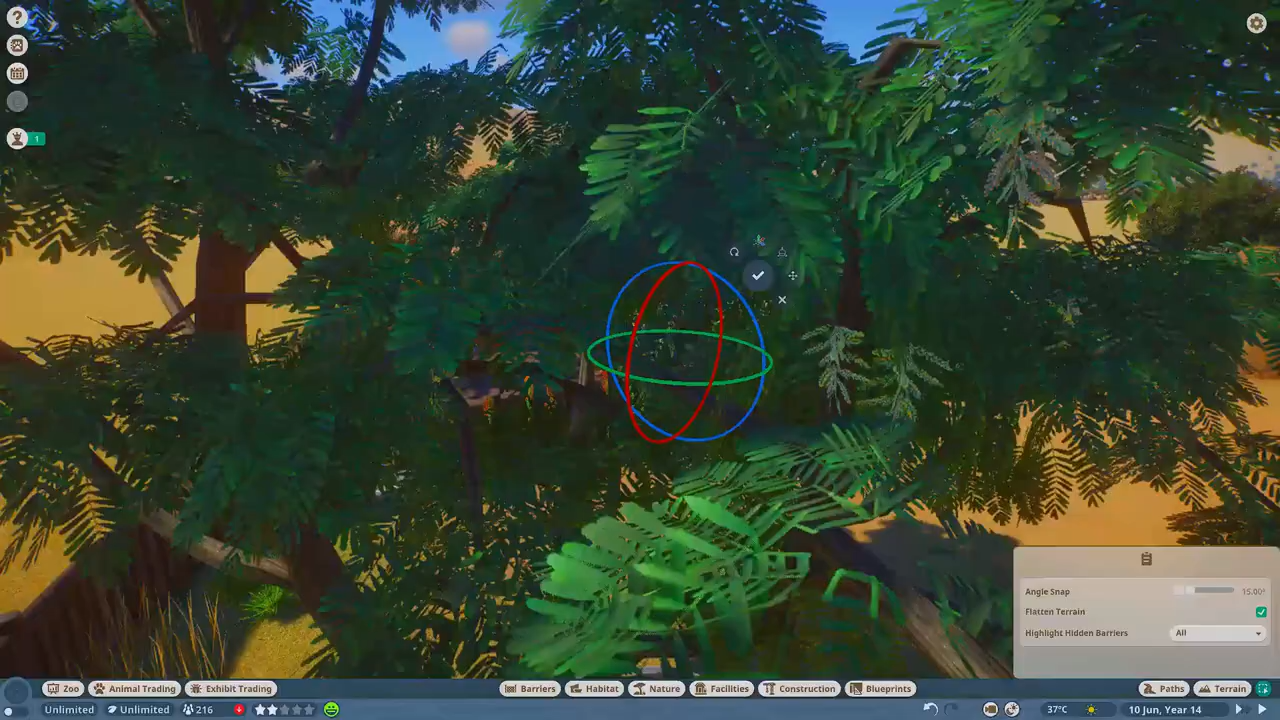 1
Angle Snap 15.00°
Flatten Terrain
Highlight Hidden Barriers All
Zoo Animal Trading Exhibit Trading Barriers Habitat Nature Facilities Construction Blueprints Paths Terrain
Unlimited Unlimited 216 37°C 10 Jun, Year 14